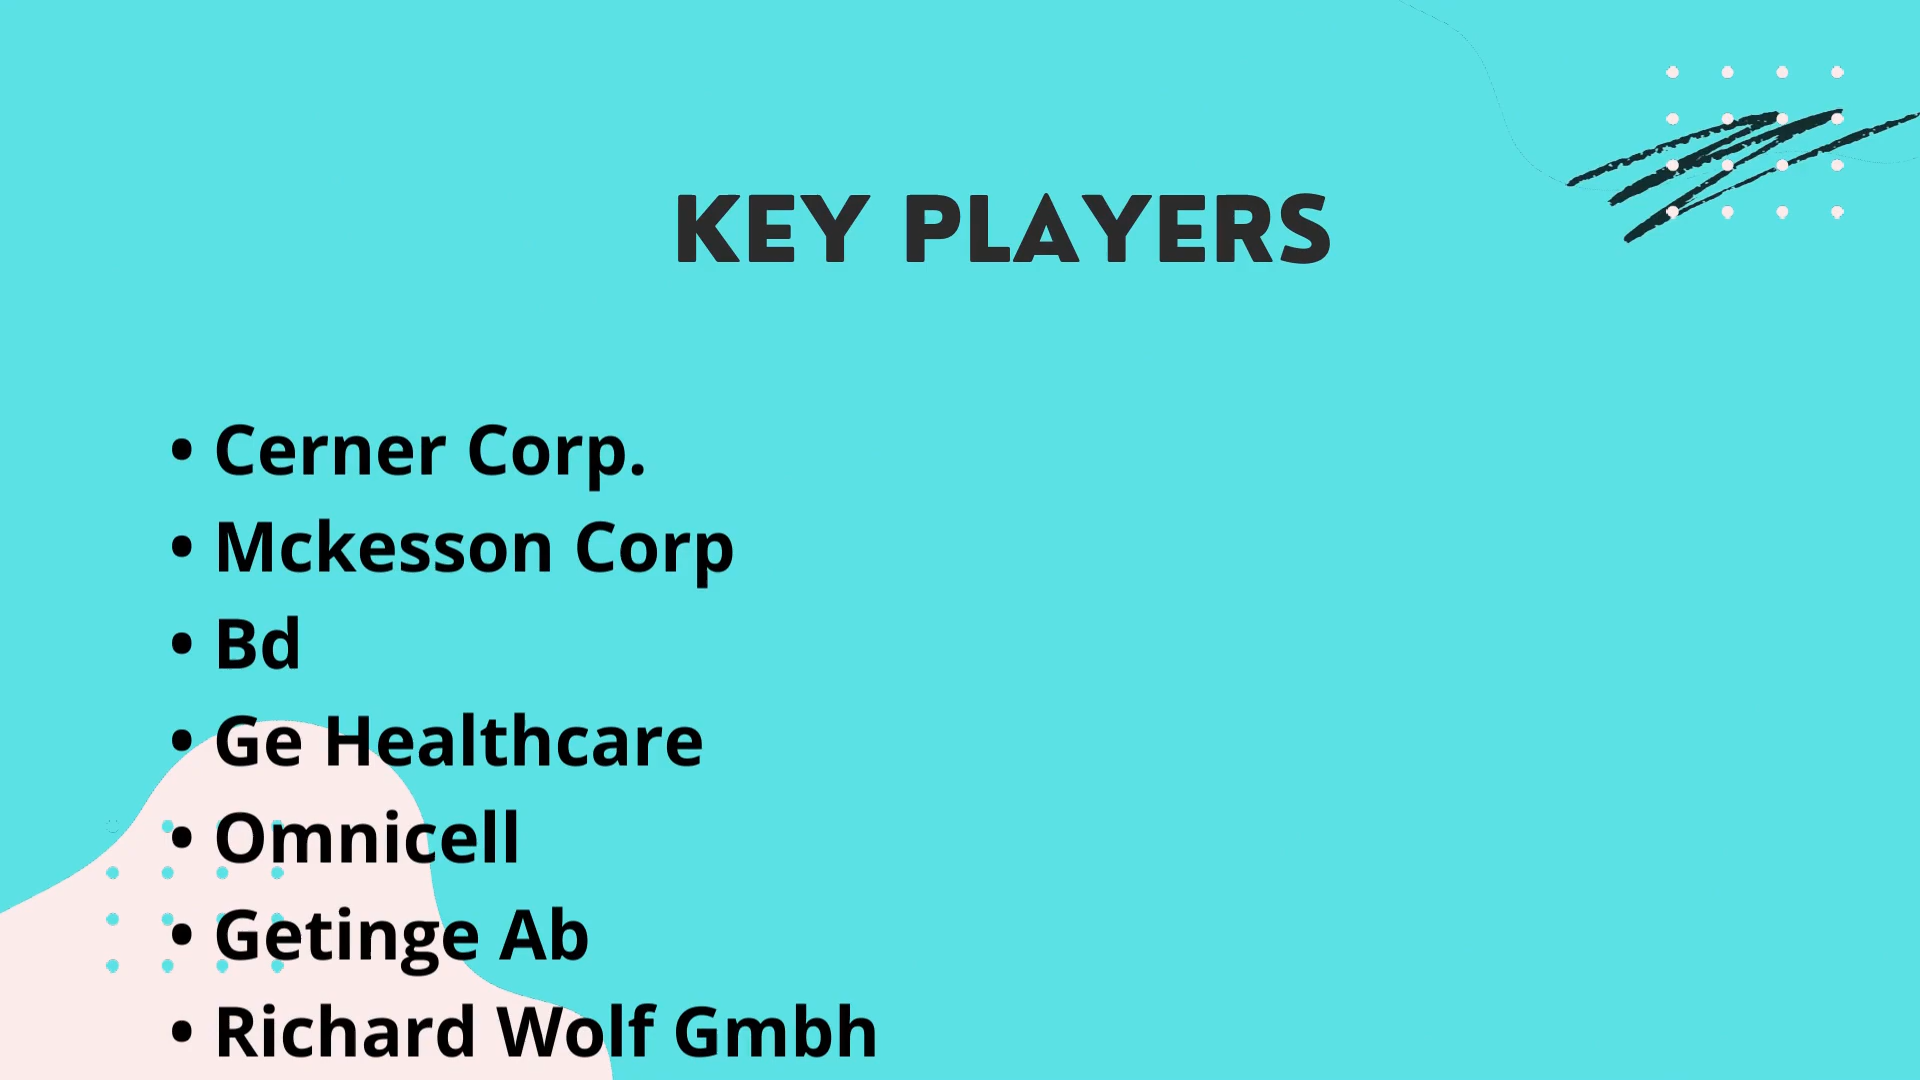 KEY PLAYERS
• Cerner Corp.
• Mckesson Corp
• Bd
• Ge Healthcare
• Omnicell
• Getinge Ab
• Richard Wolf Gmbh